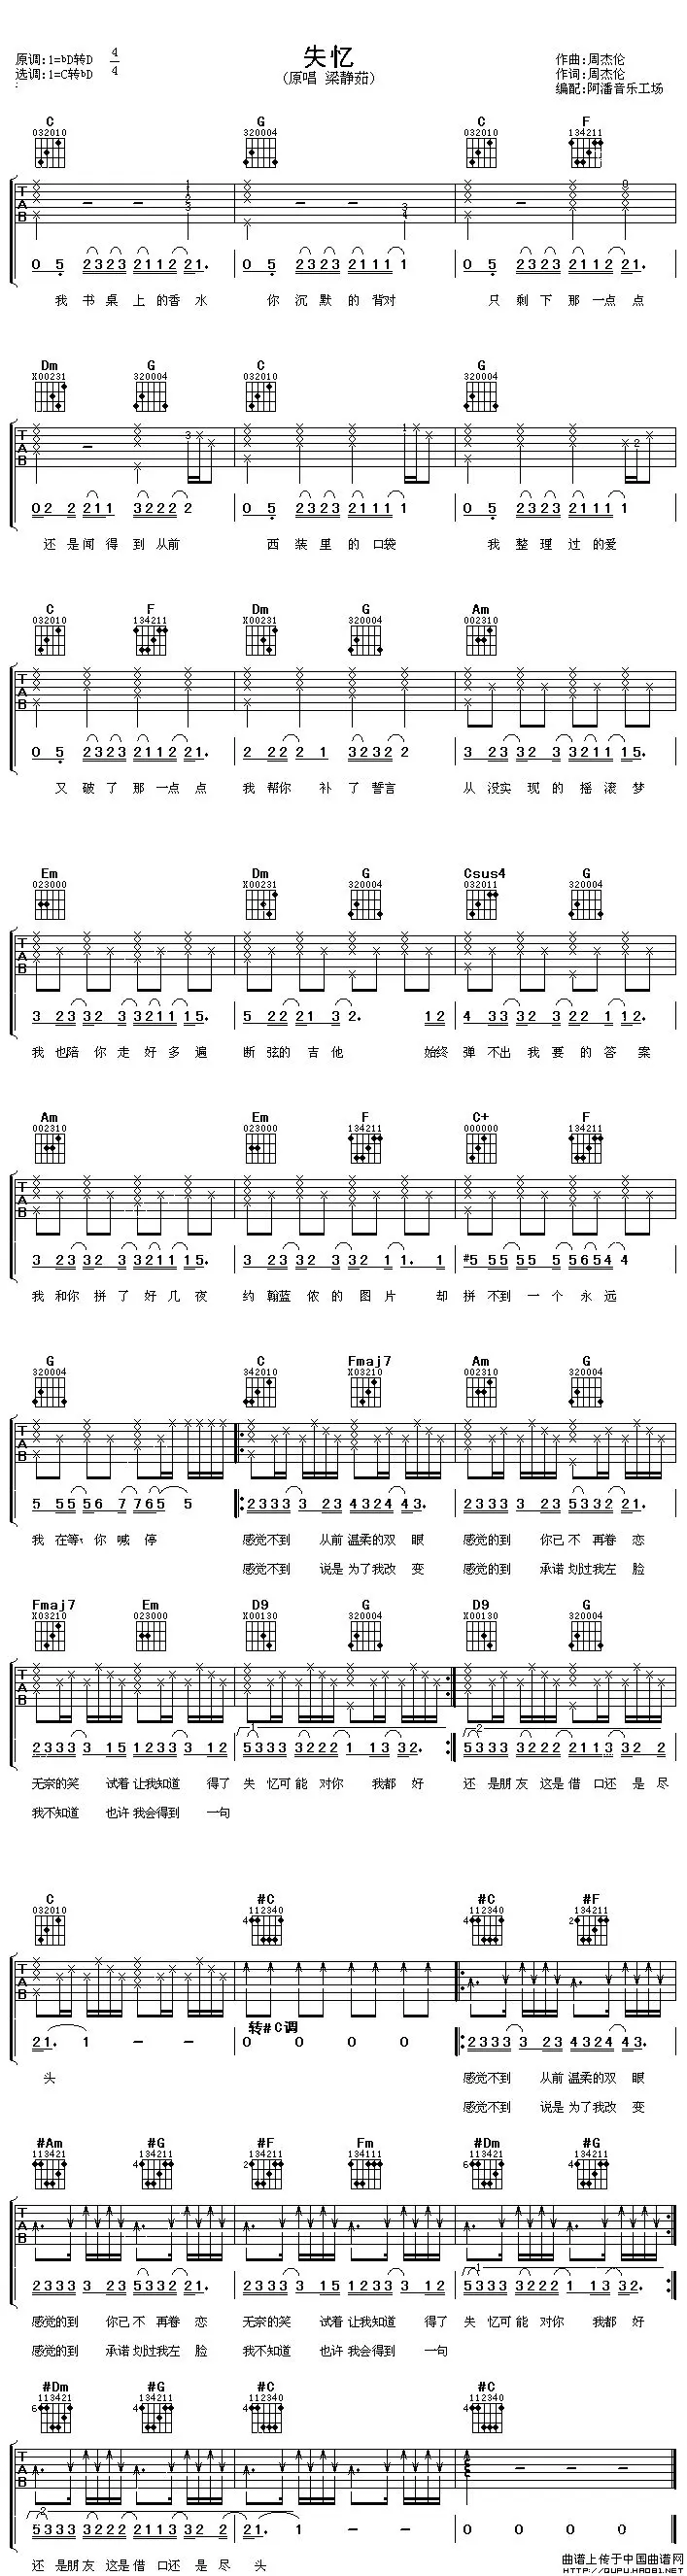 失忆
(原唱 梁静茹)
原调:1=bD转D 4/4
选调:1=C转bD
作曲:周杰伦
作词:周杰伦
编配:阿潘音乐工场
C G C F
032010 320004 032010 134211
0 5 2323 2112 21. 0 5 2323 2111 1 0 5 2323 2112 21.
我 书 桌 上 的香 水 你 沉 默 的 背对 只 剩 下 那 一点 点
Dm G C G
X00231 320004 032010 320004
02 2 211 3222 2 0 5 2323 2111 1 0 5 2323 2111 1
还 是 闻 得 到 从前 西 装 里 的 口袋 我 整 理 过 的爱
C F Dm G Am
032010 134211 X00231 320004 002310
0 5 2323 2112 21. 2 22 2 1 3232 2 3 23 32 3 3211 15.
又 破 了 那 一点 点 我 帮你 补 了 誓言 从 没实 现 的 摇 滚 梦
Em Dm G Csus4 G
023000 X00231 320004 032011 320004
3 23 32 3 3211 15. 5 22 21 3 2. 12 4 33 32 3 32 2 1 12.
我 也陪 你 走 好 多 遍 断 弦的 吉 他 始终 弹 不出 我 要 的 答 案
Am Em F C+ F
002310 023000 134211 000000 134211
3 23 32 3 3211 15. 3 23 32 3 32 1 1. 1 #5 55 55 5 5654 4
我 和你 拼 了 好 几 夜 约 翰蓝 侬 的 图 片 却 拼 不到 一 个 永 远
G C Fmaj7 Am G
320004 342010 X03210 002310 320004
5 55 56 7 765 5 2333 3 23 4324 43. 2333 3 23 5332 21.
我 在等 你 喊 停 感觉 不到 从前 温柔的双 眼 感觉的到 你已 不 再眷 恋
感觉不到 说是 为了我改 变 感觉的到 承诺 划过我左 脸
Fmaj7 Em D9 G D9 G
X03210 023000 X00130 320004 X00130 320004
2333 3 15 1233 3 12 5333 3222 1 13 32. 5333 3222 2113 32 2
无奈的笑 试着 让我知道 得了 失 忆可能 对你 我都 好 还 是朋友 这是 借 口还 是 尽
我不知道 也许 我会得到 一句
C #C #C #F
032010 112340 112340 134211
转#C调
21. 1 - - 0 0 0 0 2333 3 23 4324 43.
头 感觉 不到 从前 温柔的双 眼
感觉不到 说是 为了我改 变
#Am #G #F Fm #Dm #G
113421 134211 134211 134111 113421 134211
2333 3 23 5332 21. 2333 3 15 1233 3 12 5333 3222 1 13 32.
感觉的到 你已 不 再眷 恋 无奈的笑 试着 让我知道 得了 失 忆可能 对你 我都 好
感觉的到 承诺 划过我左 脸 我不知道 也许 我会得到 一句
#Dm #G #C #C
113421 134211 112340 112340
5333 3222 2113 32 2 21. 1 - - 0 0 0 0
还 是朋友 这是 借 口还 是 尽 头
曲谱上传于中国曲谱网
HTTP://QUPU.HAO81.NET